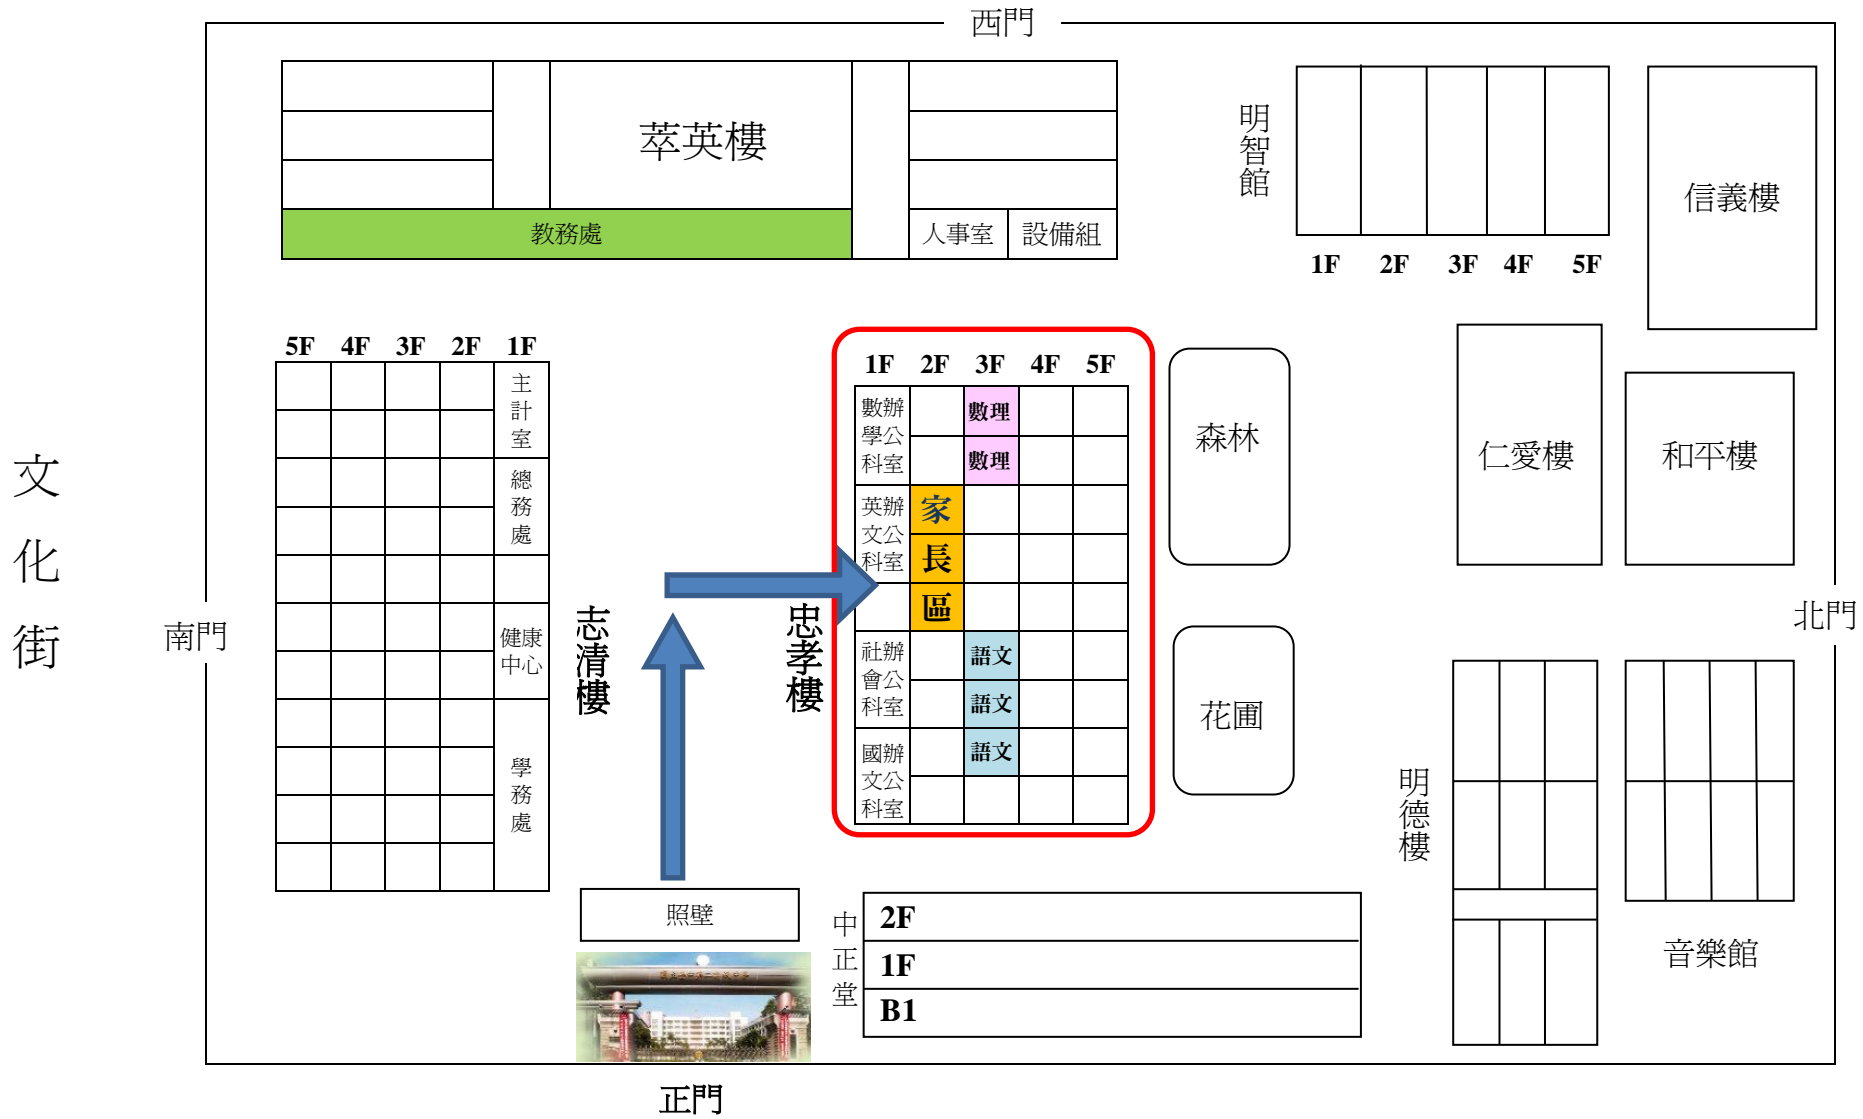 西門
萃英樓
教務處
人事室
設備組
明智館
1F 2F 3F 4F 5F
信義樓
5F 4F 3F 2F 1F
主計室
總務處
健康中心
學務處
志清樓
忠孝樓
1F 2F 3F 4F 5F
數學科
辦公室
英文科
辦公室
社會科
辦公室
國文科
辦公室
家長區
數理
數理
語文
語文
語文
森林
花圃
仁愛樓
和平樓
文化街
南門
北門
明德樓
音樂館
照壁
中正堂
2F
1F
B1
正門